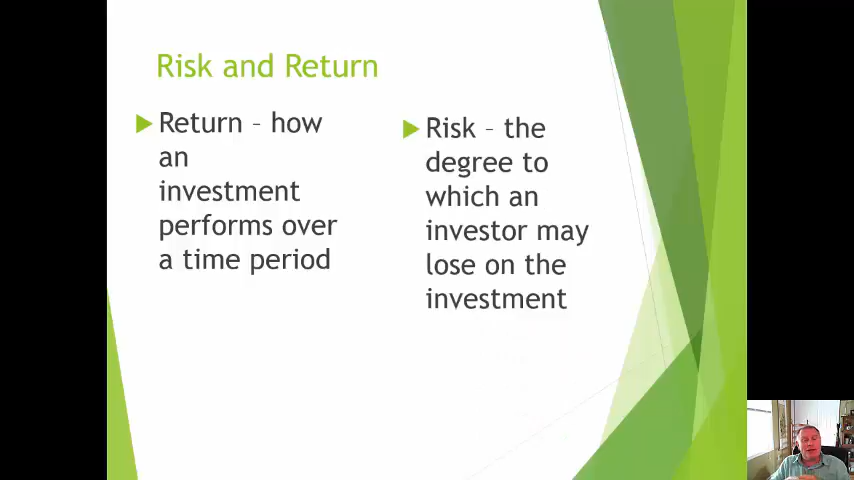 Risk and Return
Return – how
an
investment
performs over
a time period
Risk – the
degree to
which an
investor may
lose on the
investment